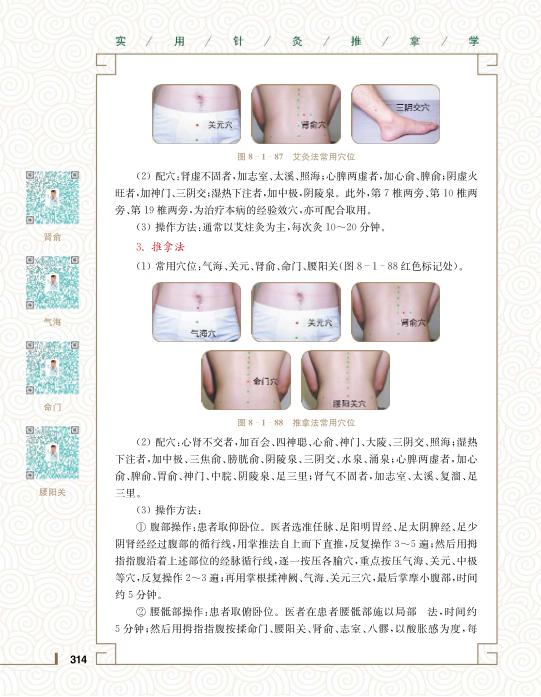 实 / 用 / 针 / 灸 / 推 / 拿 / 学
关元穴
肾俞穴
三阴交穴
图 8－1－87 艾灸法常用穴位
(2) 配穴:肾虚不固者,加志室、太溪、照海;心脾两虚者,加心俞、脾俞;阴虚火
旺者,加神门、三阴交;湿热下注者,加中极,阴陵泉。此外,第 7 椎两旁、第 10 椎两
旁、第 19 椎两旁,为治疗本病的经验效穴,亦可配合取用。
(3) 操作方法:通常以艾炷灸为主,每次灸 10～20 分钟。
3. 推拿法
(1) 常用穴位:气海、关元、肾俞、命门、腰阳关(图 8－1－88 红色标记处)。
气海穴
关元穴
肾俞穴
命门穴
腰阳关穴
图 8－1－88 推拿法常用穴位
(2) 配穴:心肾不交者,加百会、四神聪、心俞、神门、大陵、三阴交、照海;湿热
下注者,加中极、三焦俞、膀胱俞、阴陵泉、三阴交、水泉、涌泉;心脾两虚者,加心
俞、脾俞、胃俞、神门、中脘、阴陵泉、足三里;肾气不固者,加志室、太溪、复溜、足
三里。
(3) 操作方法:
① 腹部操作:患者取仰卧位。医者选准任脉、足阳明胃经、足太阴脾经、足少
阴肾经经过腹部的循行线,用掌推法自上而下直推,反复操作 3～5 遍;然后用拇
指指腹沿着上述部位的经脉循行线,逐一按压各腧穴,重点按压气海、关元、中极
等穴,反复操作 2～3 遍;再用掌根揉神阙、气海、关元三穴,最后掌摩小腹部,时间
约 5 分钟。
② 腰骶部操作:患者取俯卧位。医者在患者腰骶部施以局部 法,时间约
5 分钟;然后用拇指指腹按揉命门、腰阳关、肾俞、志室、八髎,以酸胀感为度,每
肾俞
气海
命门
腰阳关
314